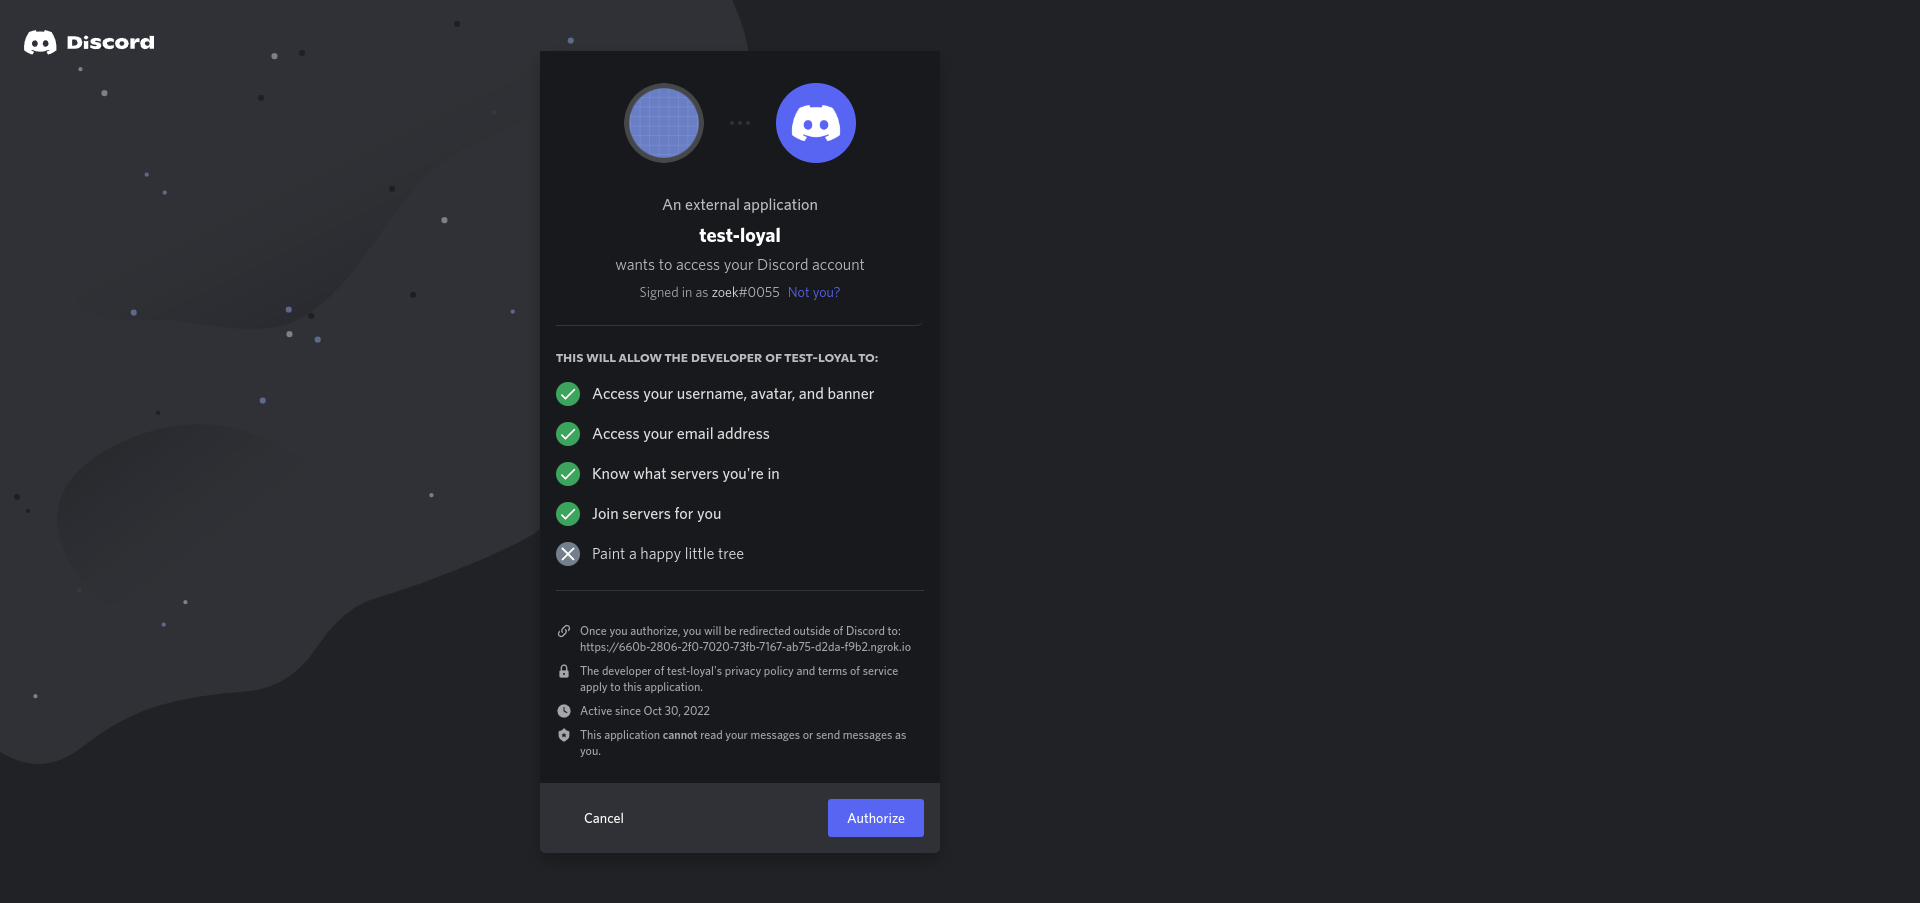 Discord
An external application
test-loyal
wants to access your Discord account
Signed in as zoek#0055 Not you?
THIS WILL ALLOW THE DEVELOPER OF TEST-LOYAL TO:
Access your username, avatar, and banner
Access your email address
Know what servers you're in
Join servers for you
Paint a happy little tree
Once you authorize, you will be redirected outside of Discord to:
https://660b-2806-2f0-7020-73fb-7167-ab75-d2da-f9b2.ngrok.io
The developer of test-loyal's privacy policy and terms of service
apply to this application.
Active since Oct 30, 2022
This application cannot read your messages or send messages as
you.
Cancel
Authorize